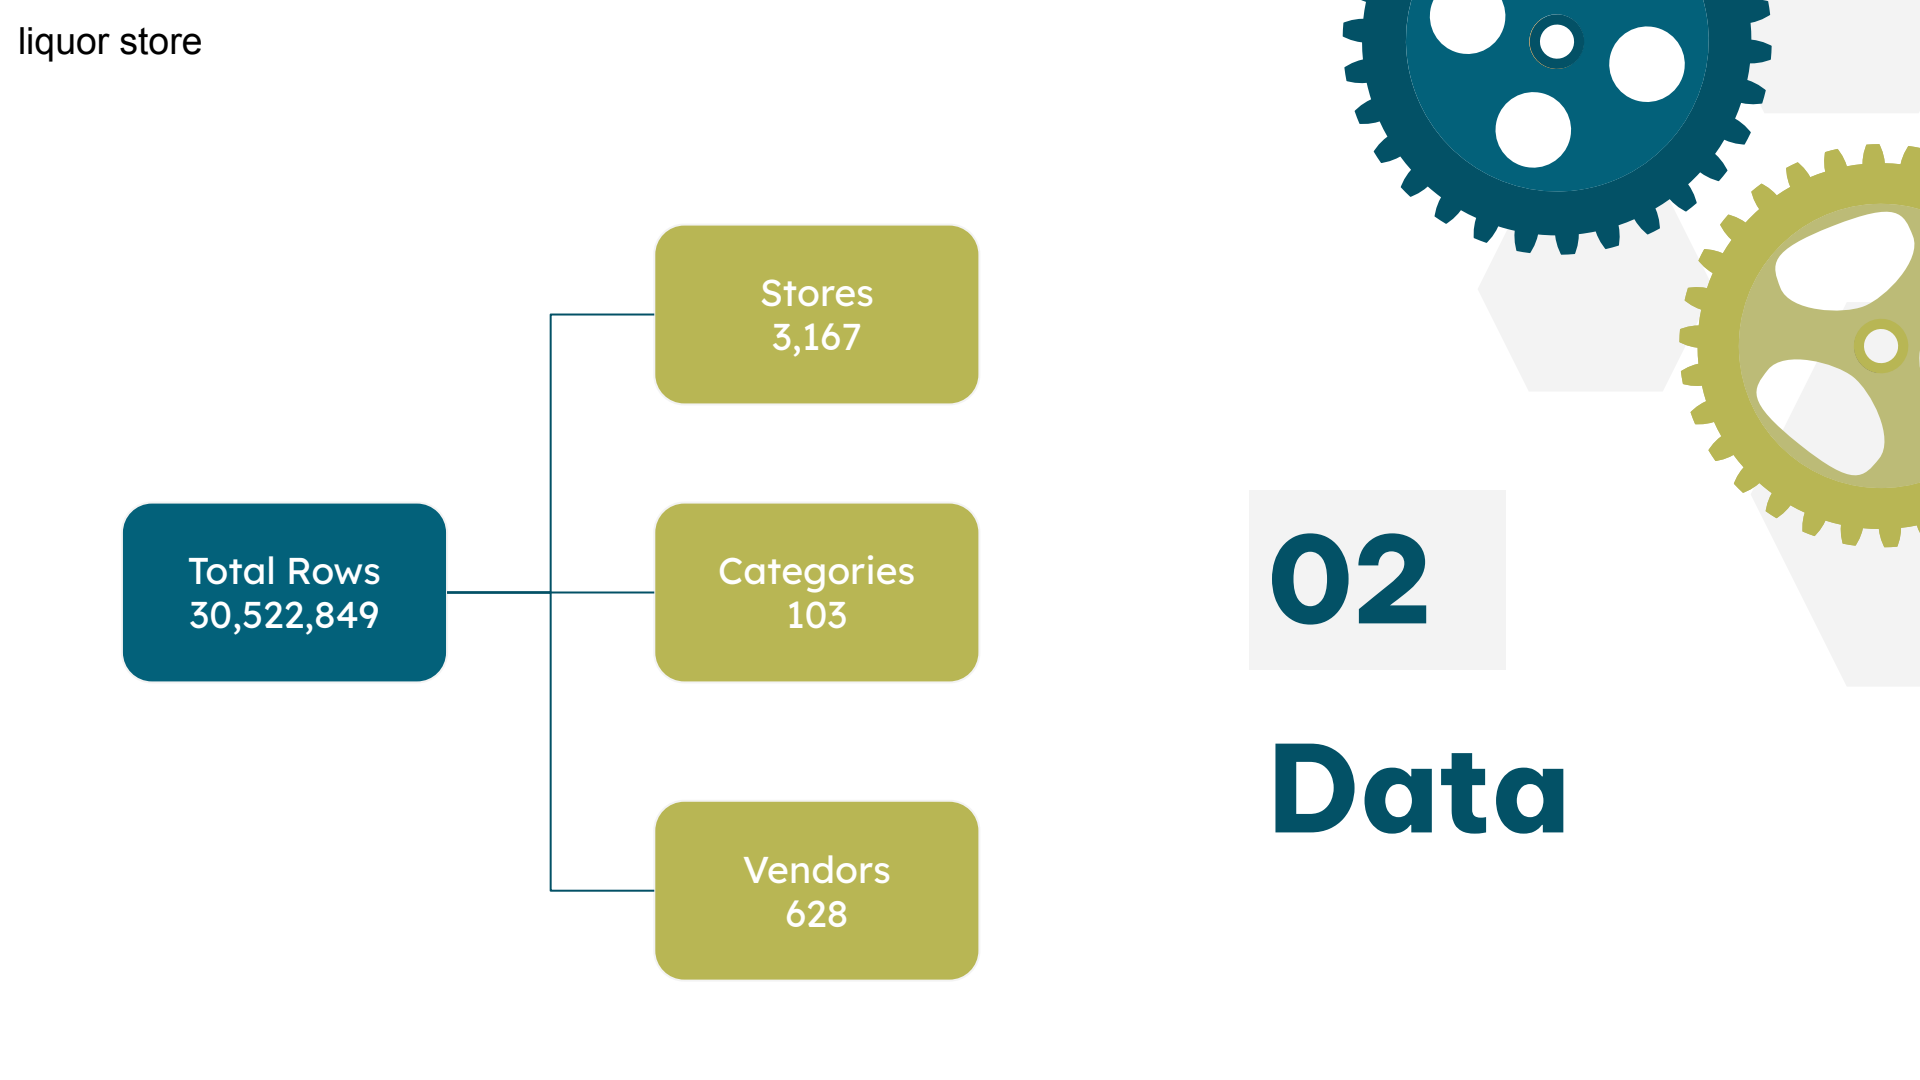 liquor store
Stores
3,167
Total Rows
30,522,849
Categories
103
Vendors
628
02
Data